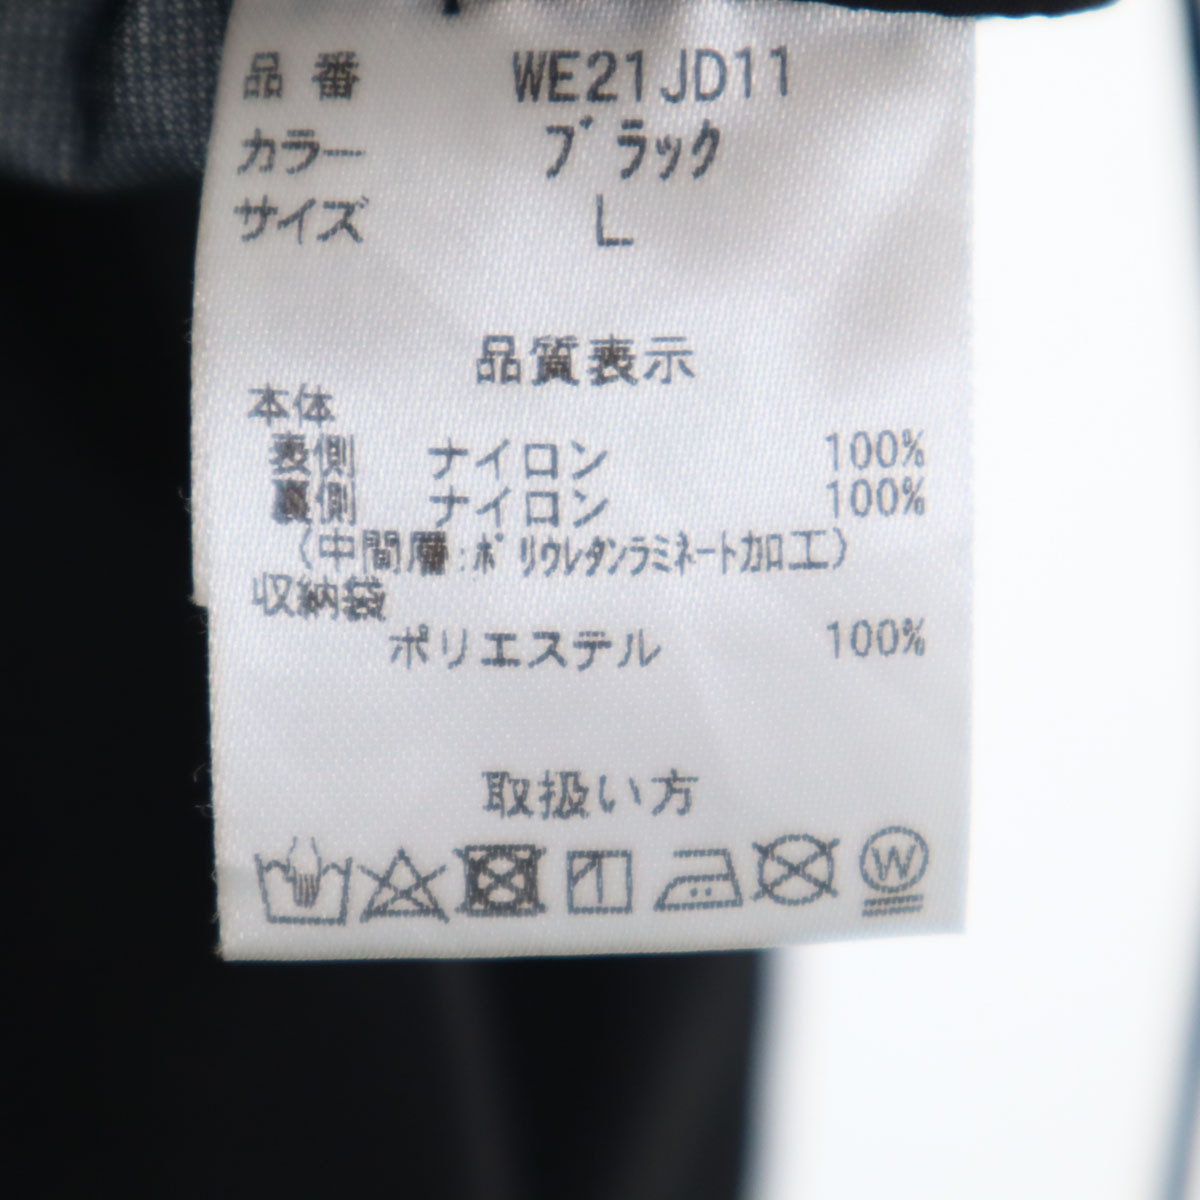 品番 WE21JD11
カラー ブラック
サイズ L
品質表示
本体
表側 ナイロン 100%
裏側 ナイロン 100%
(中間層:ポリウレタンラミネート加工)
収納袋
ポリエステル 100%
取扱い方
W